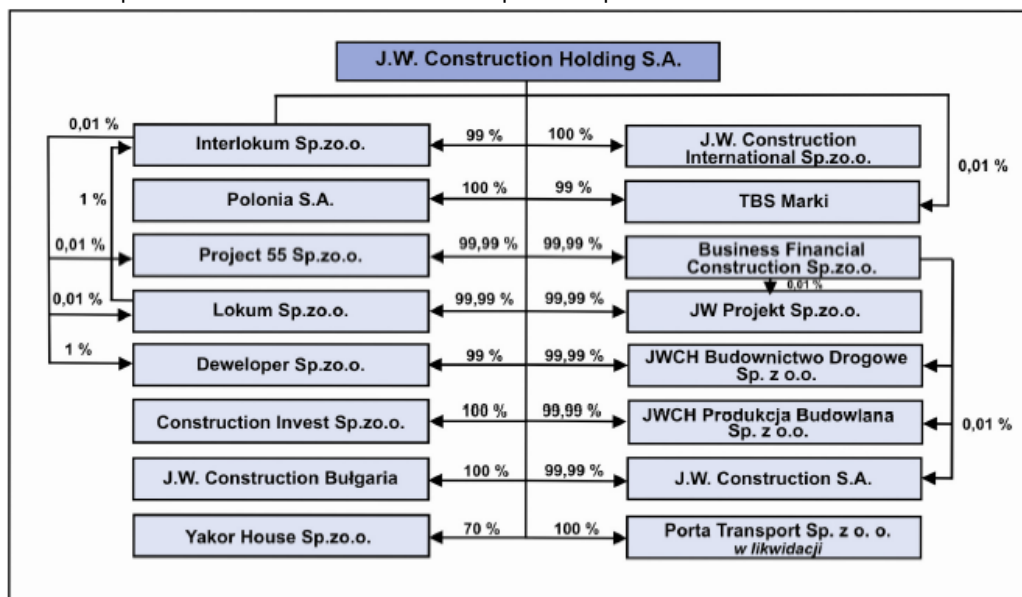 J.W. Construction Holding S.A.
0,01 %
Interlokum Sp.zo.o.
99 %
100 %
J.W. Construction
International Sp.zo.o.
0,01 %
1 %
Polonia S.A.
100 %
99 %
TBS Marki
0,01 %
Project 55 Sp.zo.o.
99,99 %
99,99 %
Business Financial
Construction Sp.zo.o.
0,01 %
0,01 %
Lokum Sp.zo.o.
99,99 %
99,99 %
JW Projekt Sp.zo.o.
1 %
Deweloper Sp.zo.o.
99 %
99,99 %
JWCH Budownictwo Drogowe
Sp. z o.o.
Construction Invest Sp.zo.o.
100 %
99,99 %
JWCH Produkcja Budowlana
Sp. z o.o.
0,01 %
J.W. Construction Bułgaria
100 %
99,99 %
J.W. Construction S.A.
Yakor House Sp.zo.o.
70 %
100 %
Porta Transport Sp. z o. o.
w likwidacji